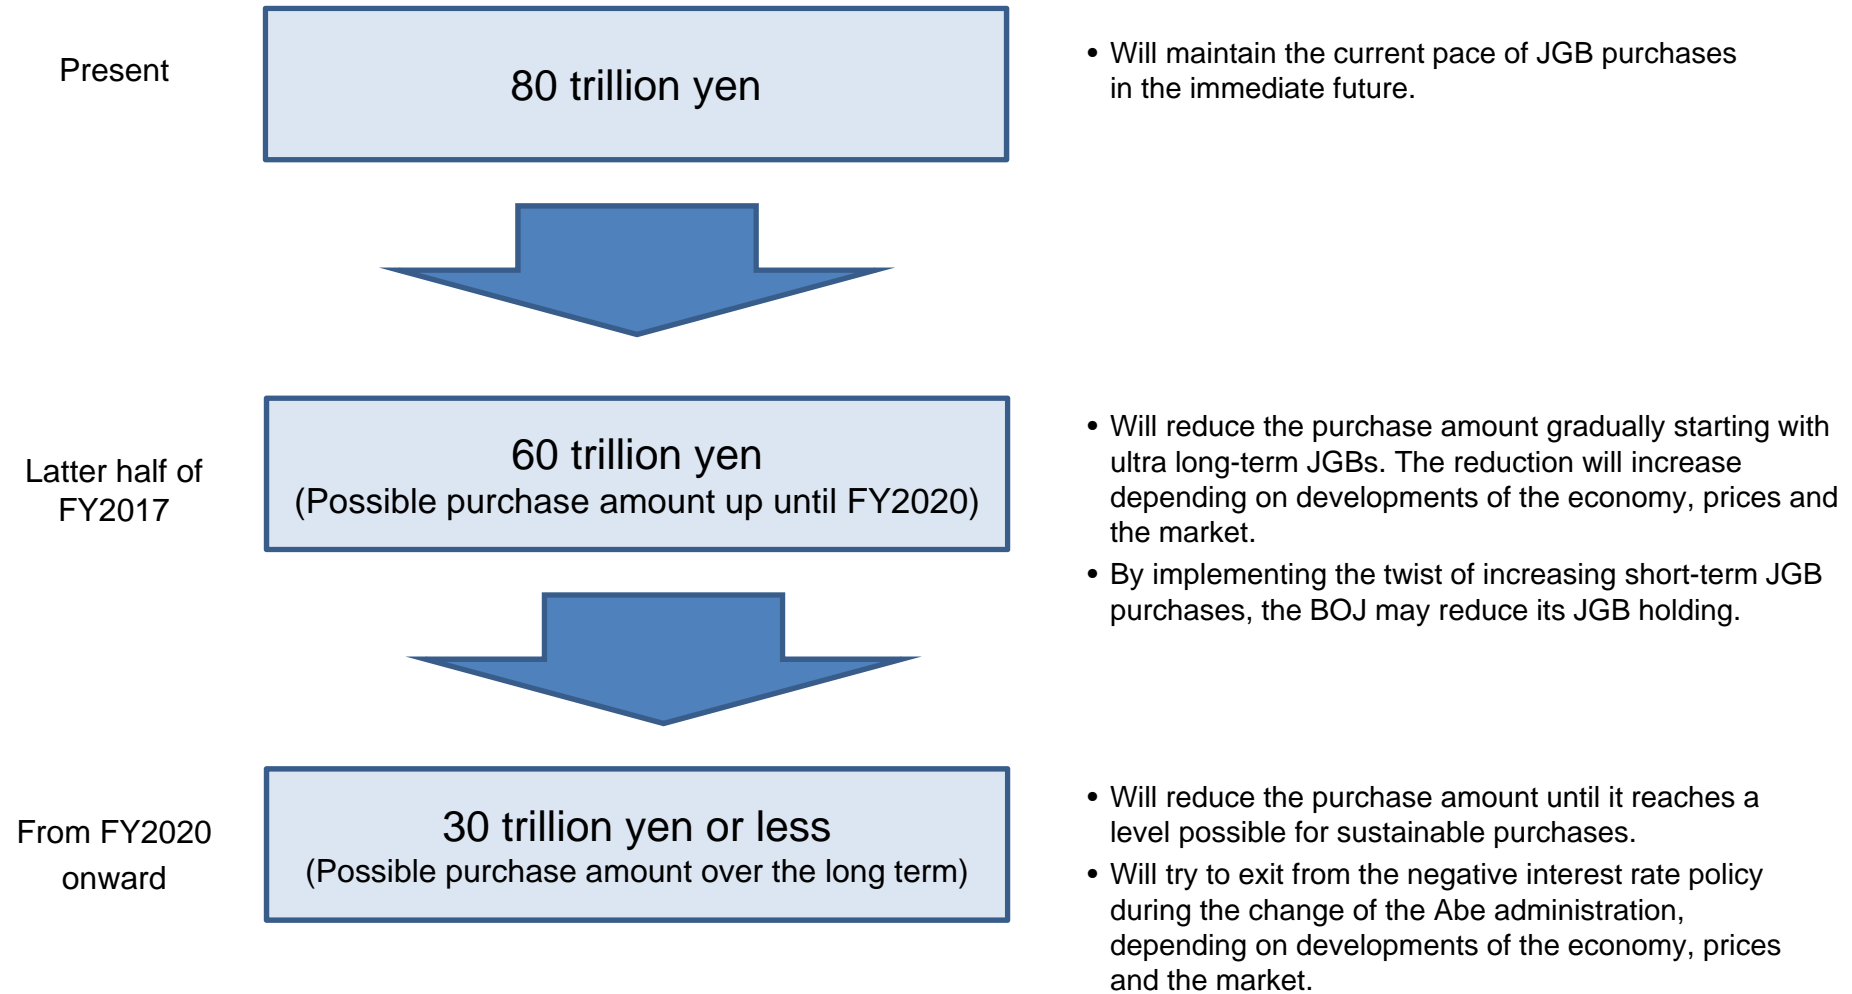 Present
80 trillion yen
• Will maintain the current pace of JGB purchases
in the immediate future.
Latter half of
FY2017
60 trillion yen
(Possible purchase amount up until FY2020)
• Will reduce the purchase amount gradually starting with
ultra long-term JGBs. The reduction will increase
depending on developments of the economy, prices and
the market.
• By implementing the twist of increasing short-term JGB
purchases, the BOJ may reduce its JGB holding.
From FY2020
onward
30 trillion yen or less
(Possible purchase amount over the long term)
• Will reduce the purchase amount until it reaches a
level possible for sustainable purchases.
• Will try to exit from the negative interest rate policy
during the change of the Abe administration,
depending on developments of the economy, prices
and the market.